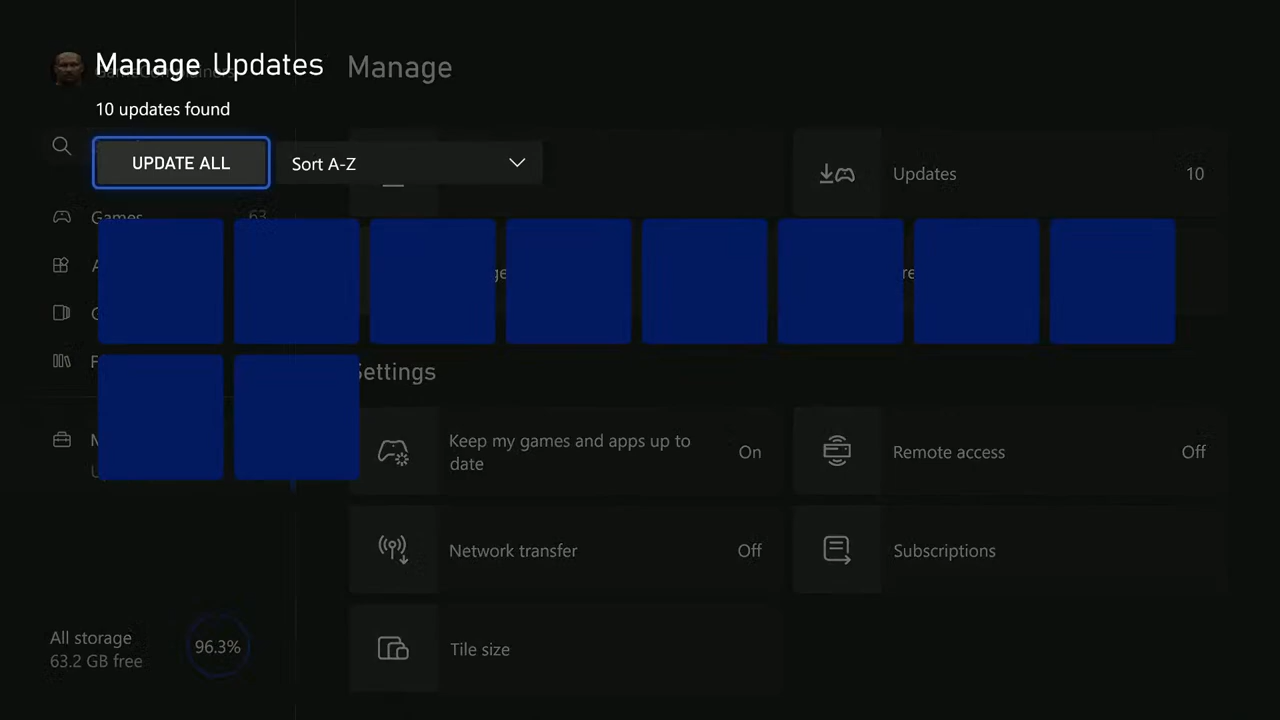 Manage Updates
Manage
10 updates found
UPDATE ALL
Sort A-Z
Updates
10
Games
63
Settings
Keep my games and apps up to
date
On
Remote access
Off
Network transfer
Off
Subscriptions
All storage
63.2 GB free
96.3%
Tile size